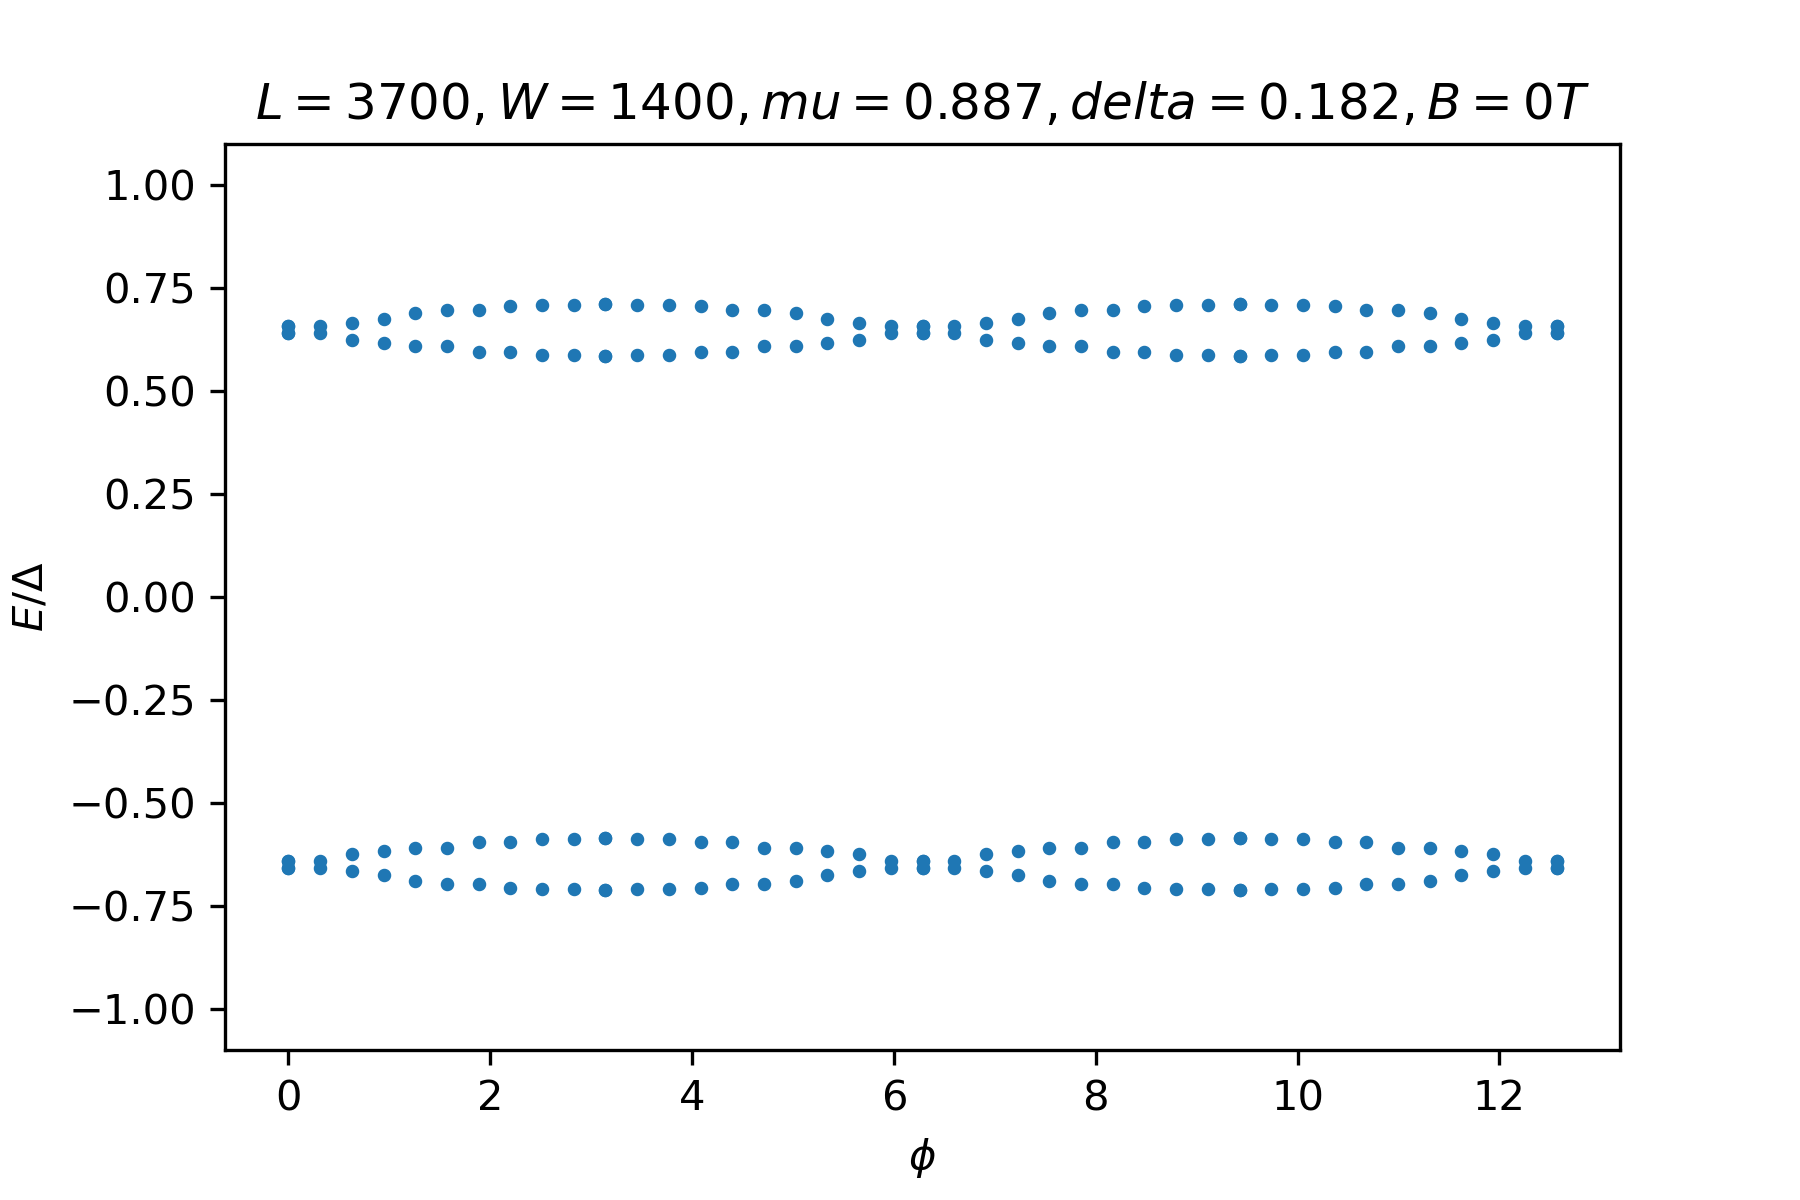 L = 3700, W = 1400, mu = 0.887, delta = 0.182, B = 0T
1.00
0.75
0.50
0.25
0.00
−0.25
−0.50
−0.75
−1.00
E/Δ
0 2 4 6 8 10 12
ϕ